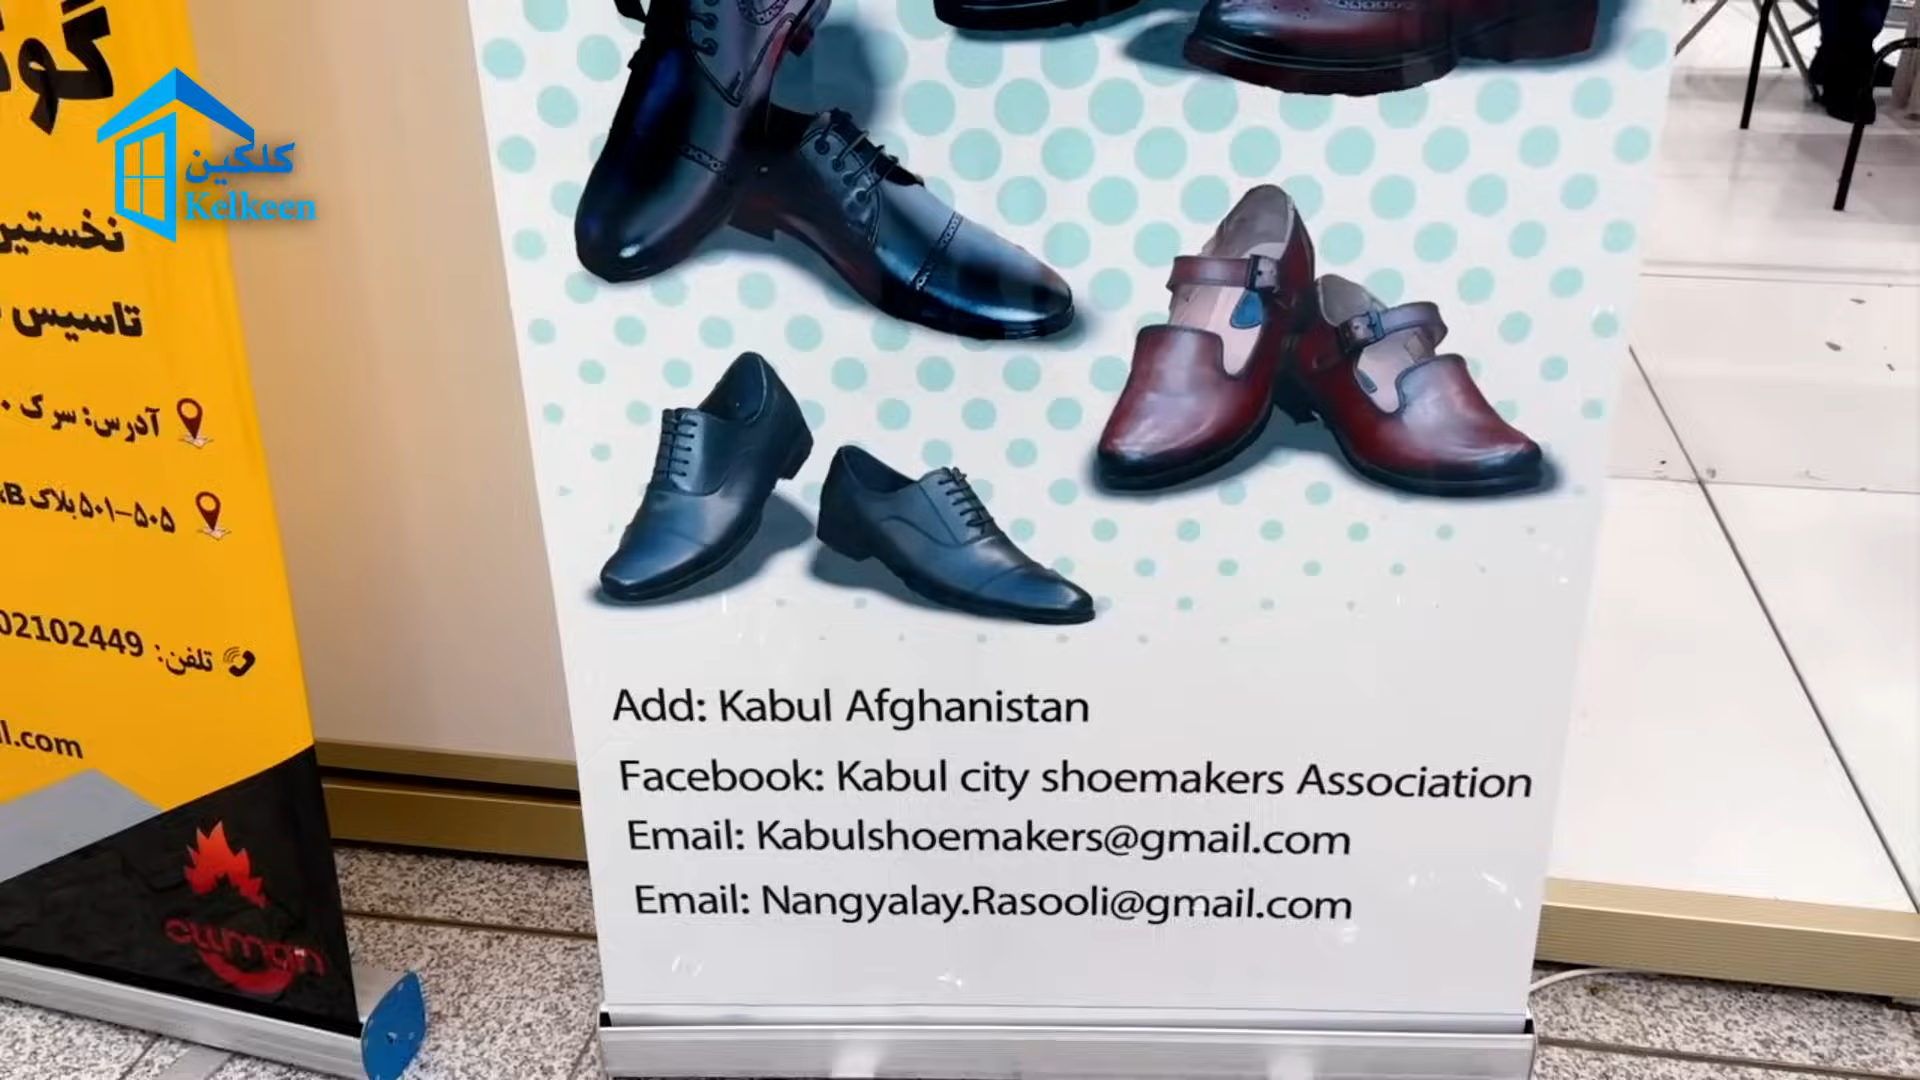 کلکین
Kelkeen
نخستین
تاسیس
آدرس: سرک
۵۰۱-۵۰۵ بلاک B
تلفن: 02102449
l.com
Add: Kabul Afghanistan
Facebook: Kabul city shoemakers Association
Email: Kabulshoemakers@gmail.com
Email: Nangyalay.Rasooli@gmail.com